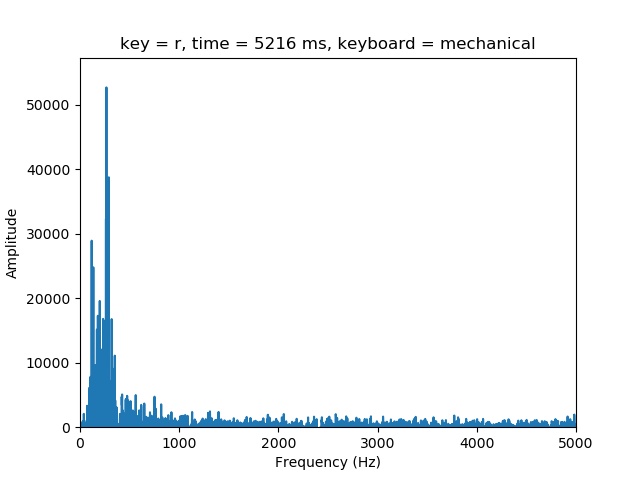 key = r, time = 5216 ms, keyboard = mechanical
50000
40000
30000
20000
10000
0
Amplitude
0 1000 2000 3000 4000 5000
Frequency (Hz)